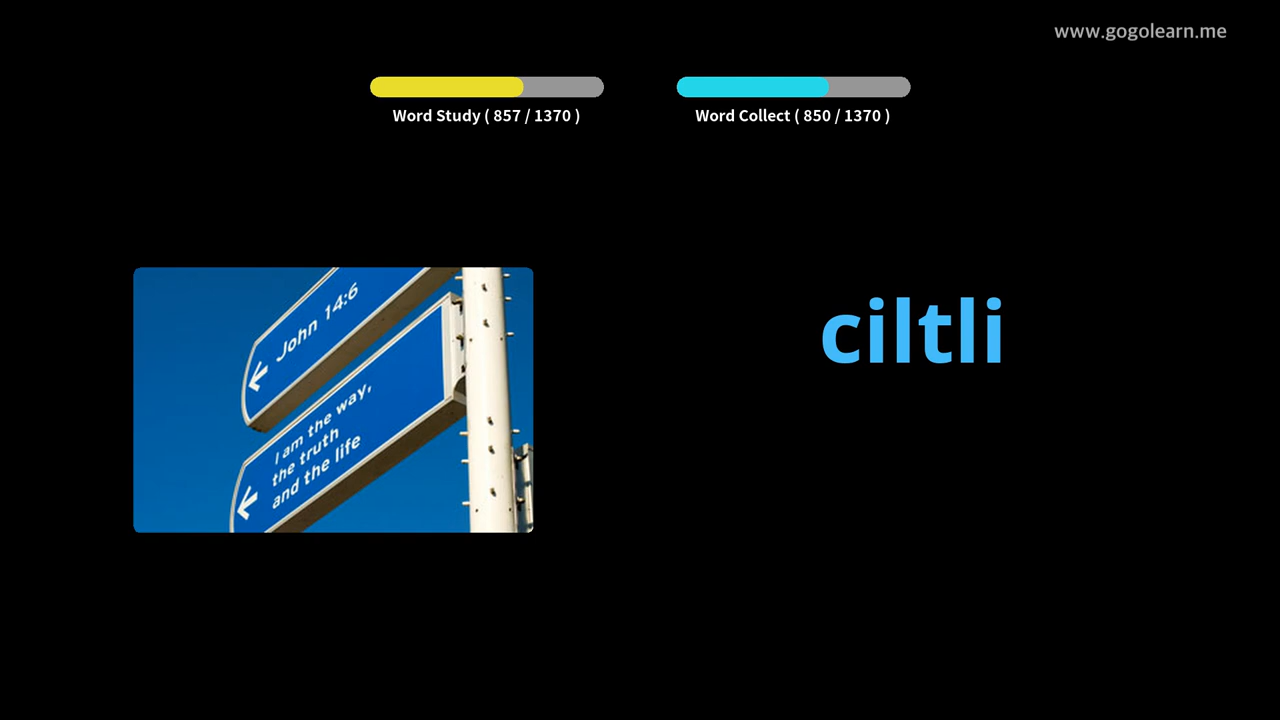 www.gogolearn.me
Word Study ( 857 / 1370 )
Word Collect ( 850 / 1370 )
John 14:6
I am the way,
the truth
and the life
ciltli